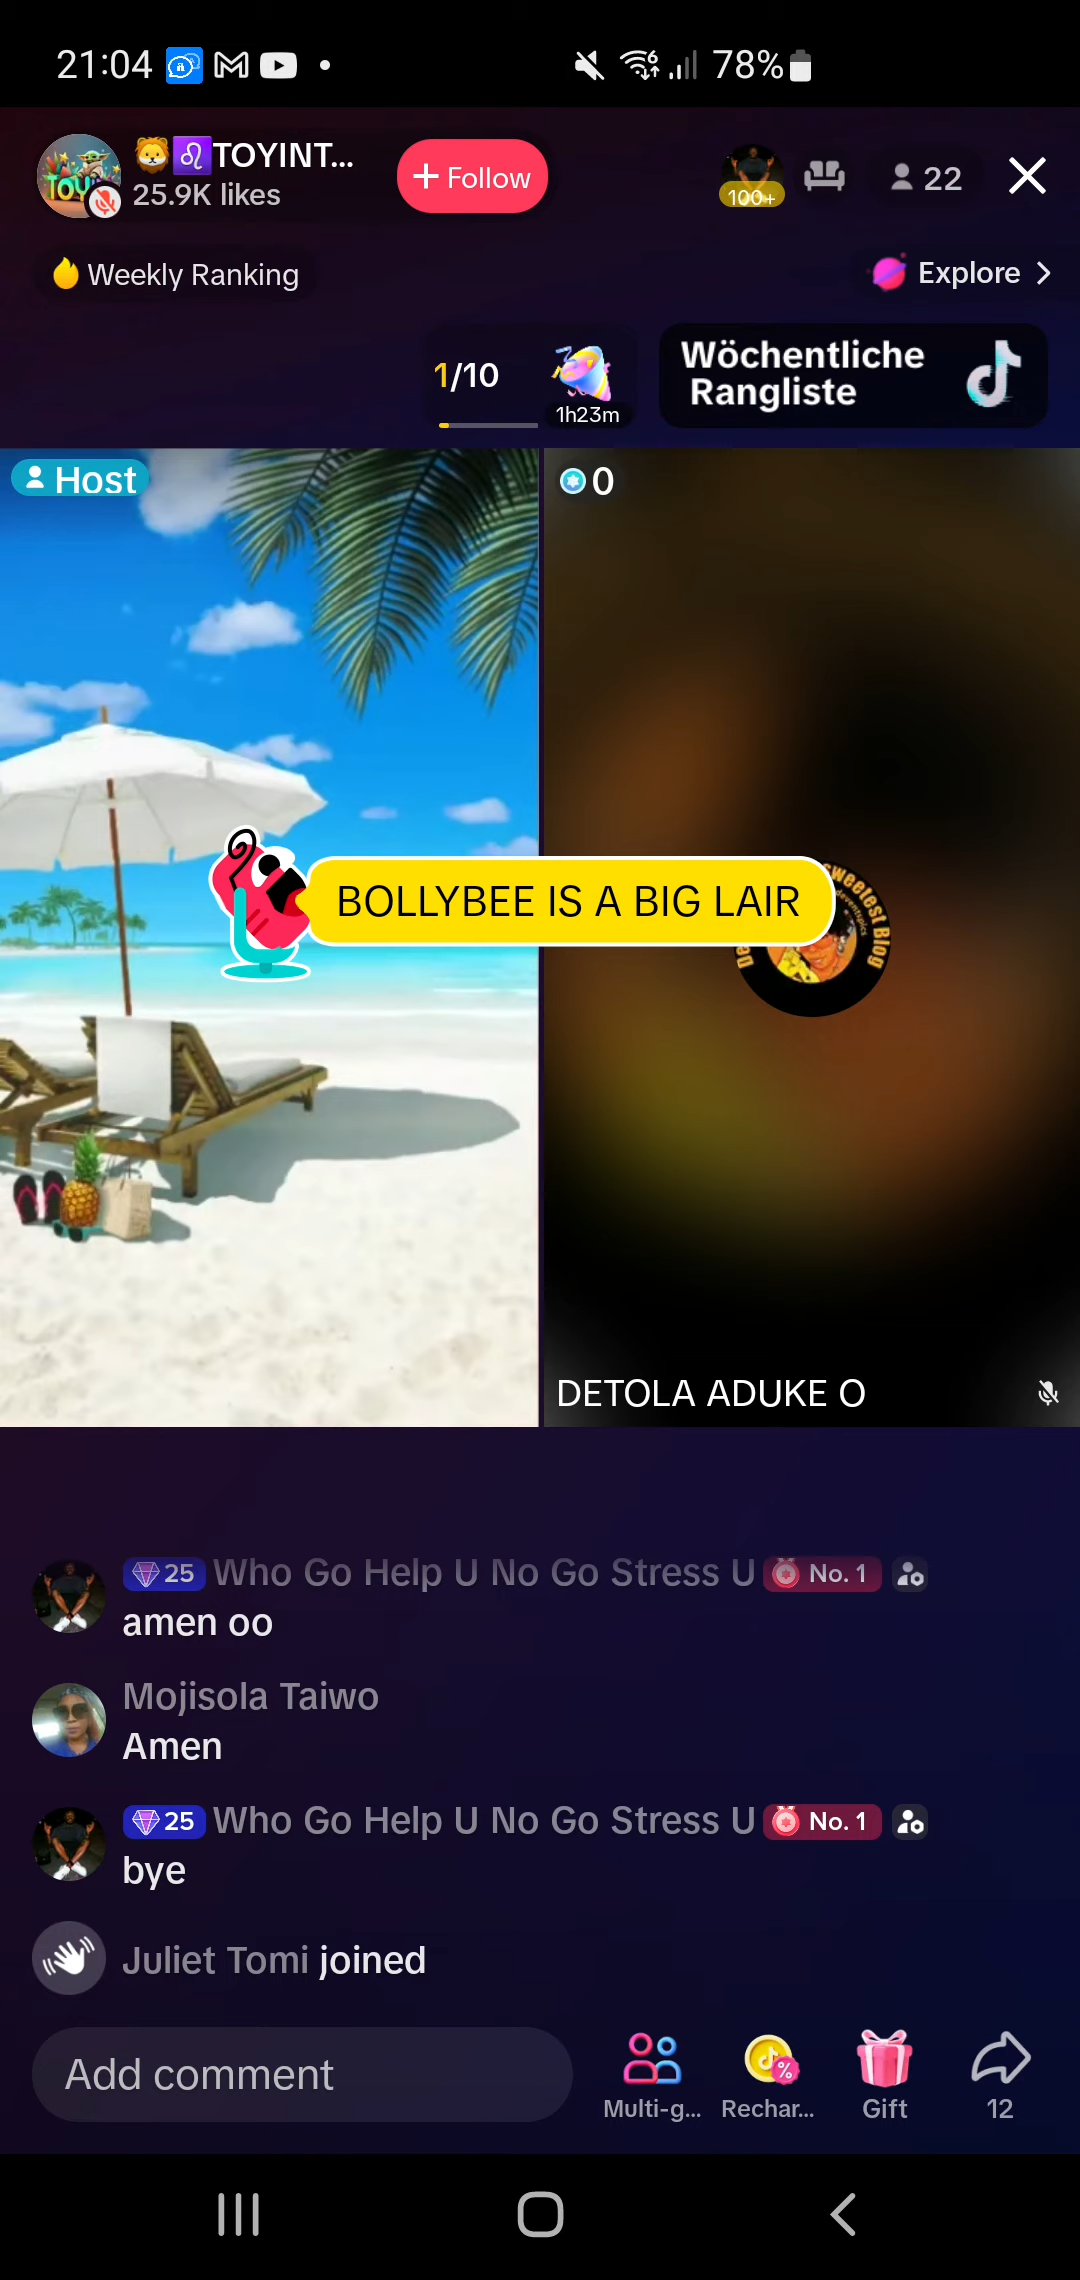 21:04
78%
TOYINT...
25.9K likes
+ Follow
100+
22
Weekly Ranking
Explore
1/10
1h23m
Wöchentliche
Rangliste
Host
0
BOLLYBEE IS A BIG LAIR
sweetest Blog
DETOLA ADUKE O
25 Who Go Help U No Go Stress U No. 1
amen oo
Mojisola Taiwo
Amen
25 Who Go Help U No Go Stress U No. 1
bye
Juliet Tomi joined
Add comment
Multi-g...
Rechar...
Gift
12